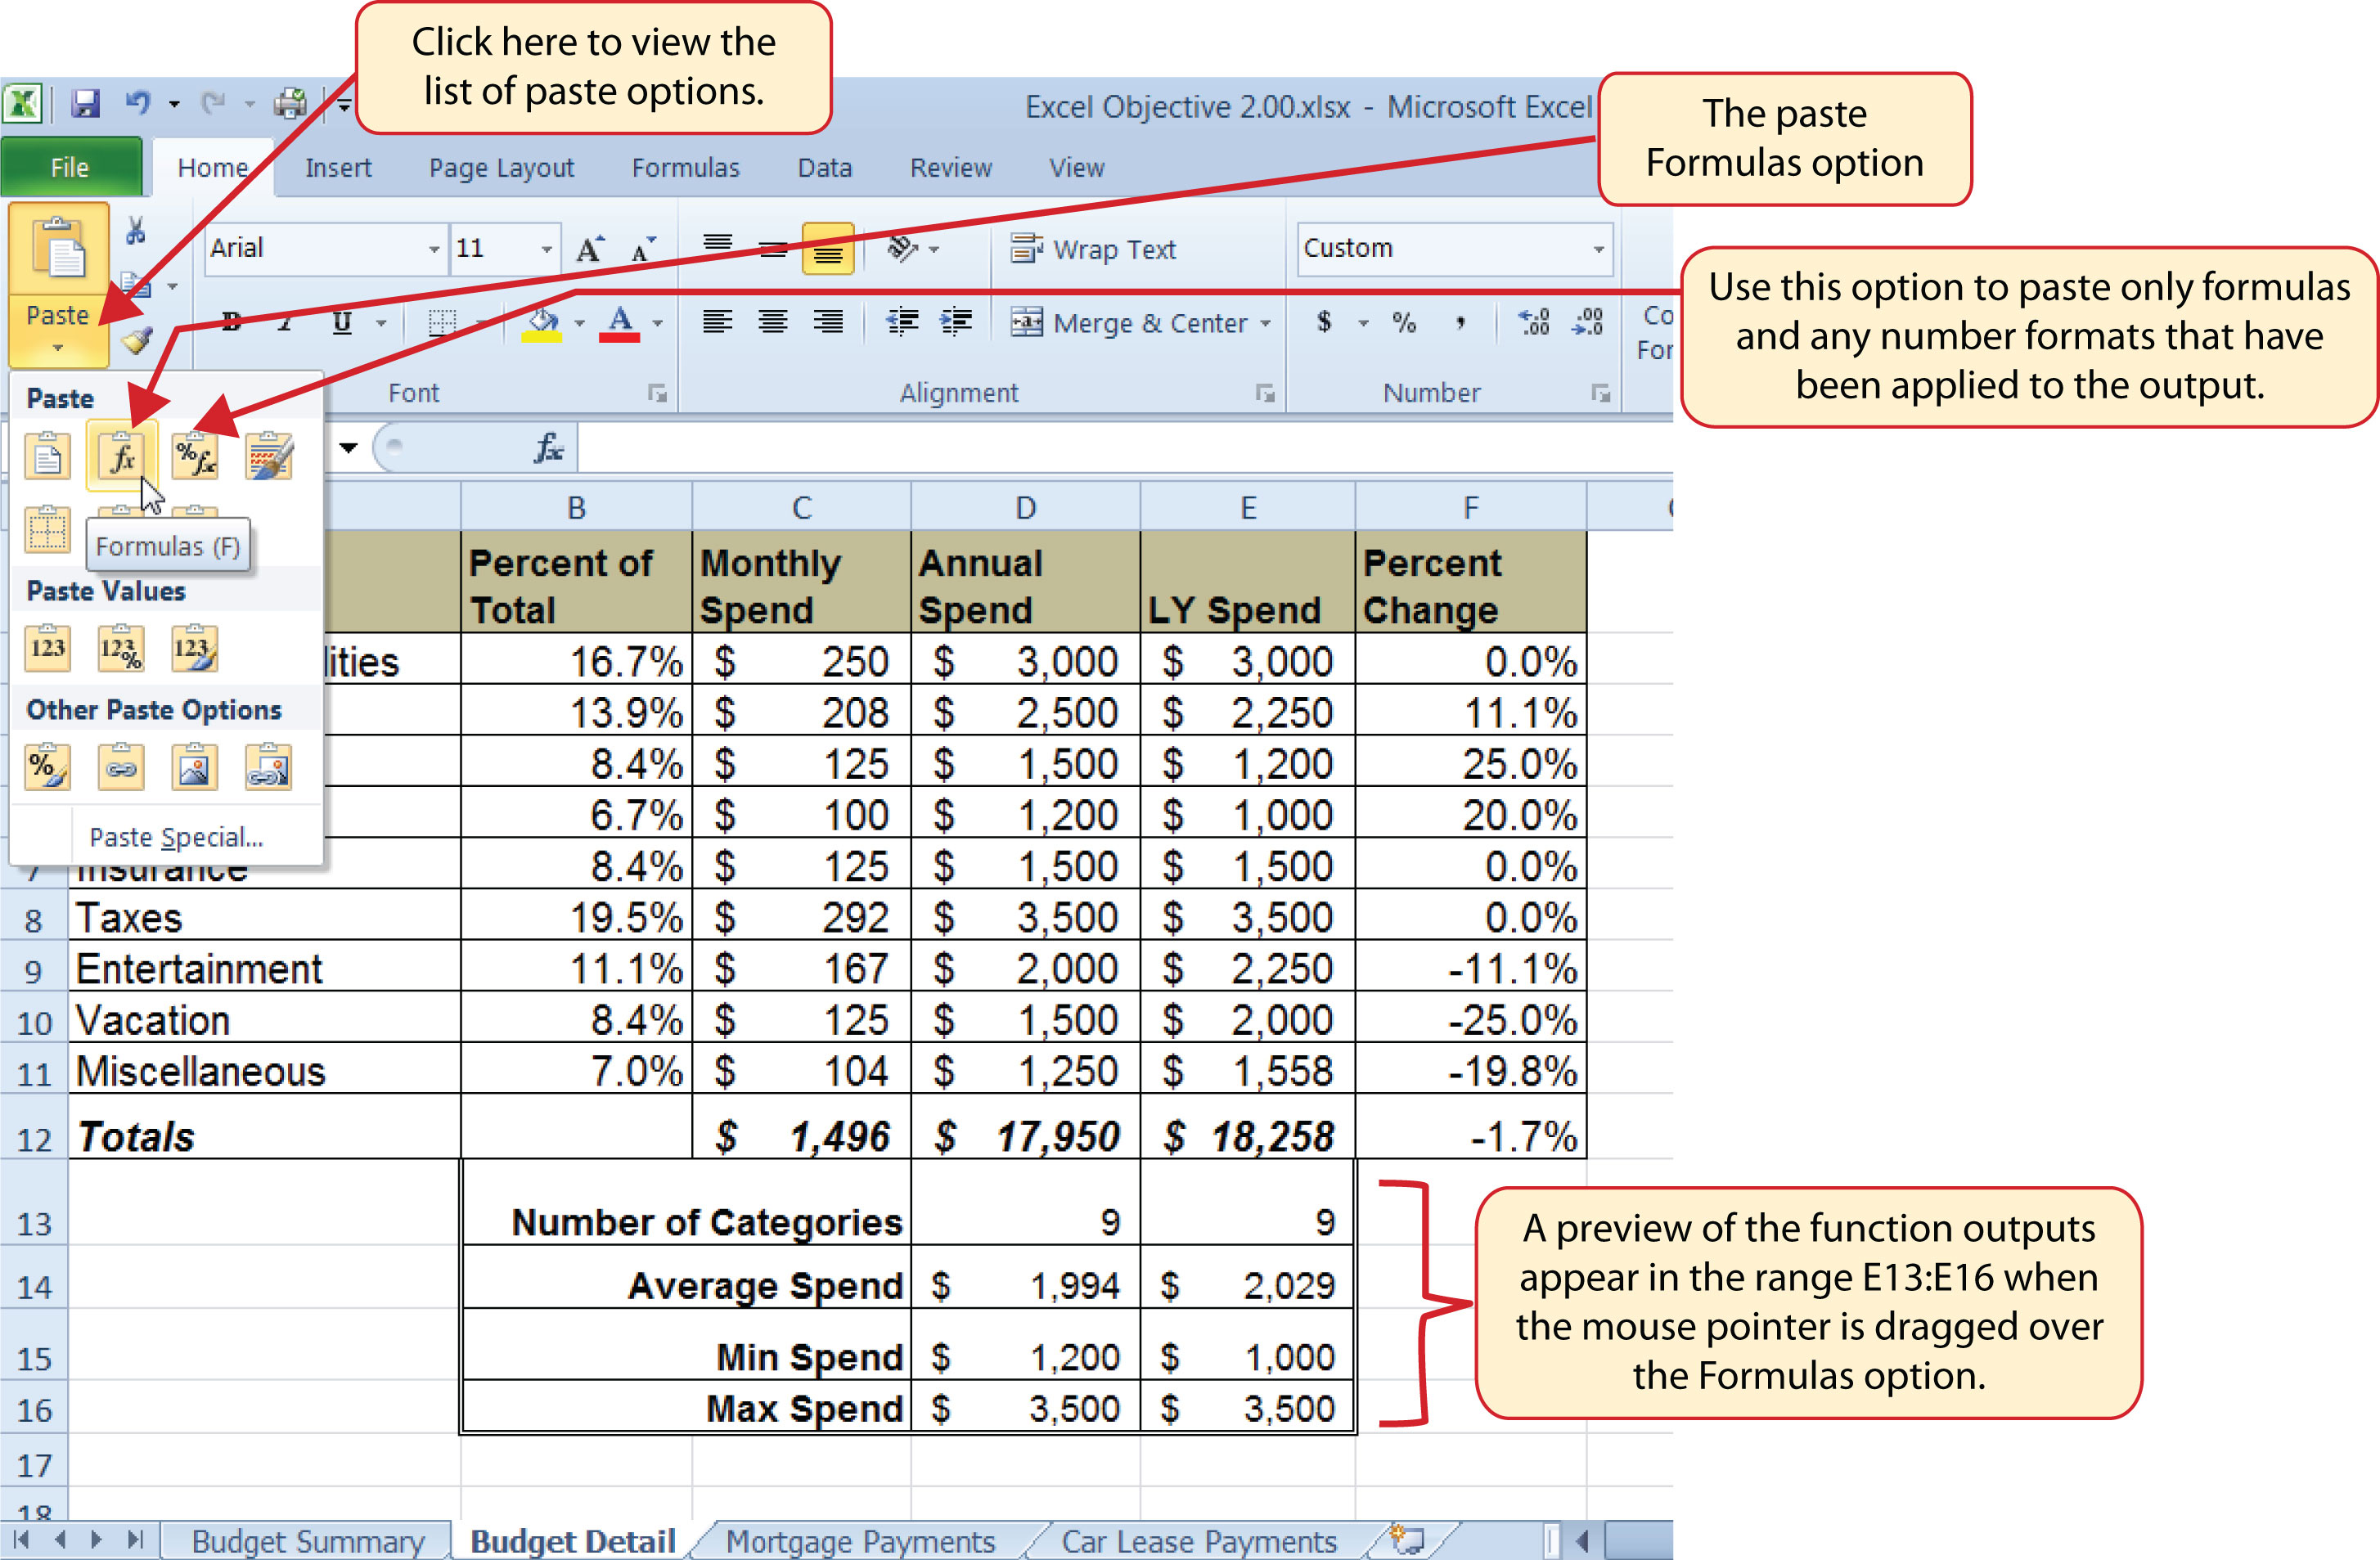 Click here to view the
list of paste options.
Excel Objective 2.00.xlsx - Microsoft Excel
The paste
Formulas option
File Home Insert Page Layout Formulas Data Review View
Arial 11 Wrap Text Custom
Use this option to paste only formulas
and any number formats that have
been applied to the output.
Paste B I U A Merge & Center $ % , .00 .0
Co
For
Font Alignment Number
Paste
fx
Formulas (F)
B C D E F
Percent of Total Monthly Spend Annual Spend LY Spend Percent Change
Paste Values
123 123% 123
lities 16.7% $ 250 $ 3,000 $ 3,000 0.0%
13.9% $ 208 $ 2,500 $ 2,250 11.1%
Other Paste Options
8.4% $ 125 $ 1,500 $ 1,200 25.0%
6.7% $ 100 $ 1,200 $ 1,000 20.0%
Paste Special...
7 Insurance 8.4% $ 125 $ 1,500 $ 1,500 0.0%
8 Taxes 19.5% $ 292 $ 3,500 $ 3,500 0.0%
9 Entertainment 11.1% $ 167 $ 2,000 $ 2,250 -11.1%
10 Vacation 8.4% $ 125 $ 1,500 $ 2,000 -25.0%
11 Miscellaneous 7.0% $ 104 $ 1,250 $ 1,558 -19.8%
12 Totals $ 1,496 $ 17,950 $ 18,258 -1.7%
13 Number of Categories 9 9
14 Average Spend $ 1,994 $ 2,029
15 Min Spend $ 1,200 $ 1,000
16 Max Spend $ 3,500 $ 3,500
A preview of the function outputs
appear in the range E13:E16 when
the mouse pointer is dragged over
the Formulas option.
17
18
Budget Summary Budget Detail Mortgage Payments Car Lease Payments